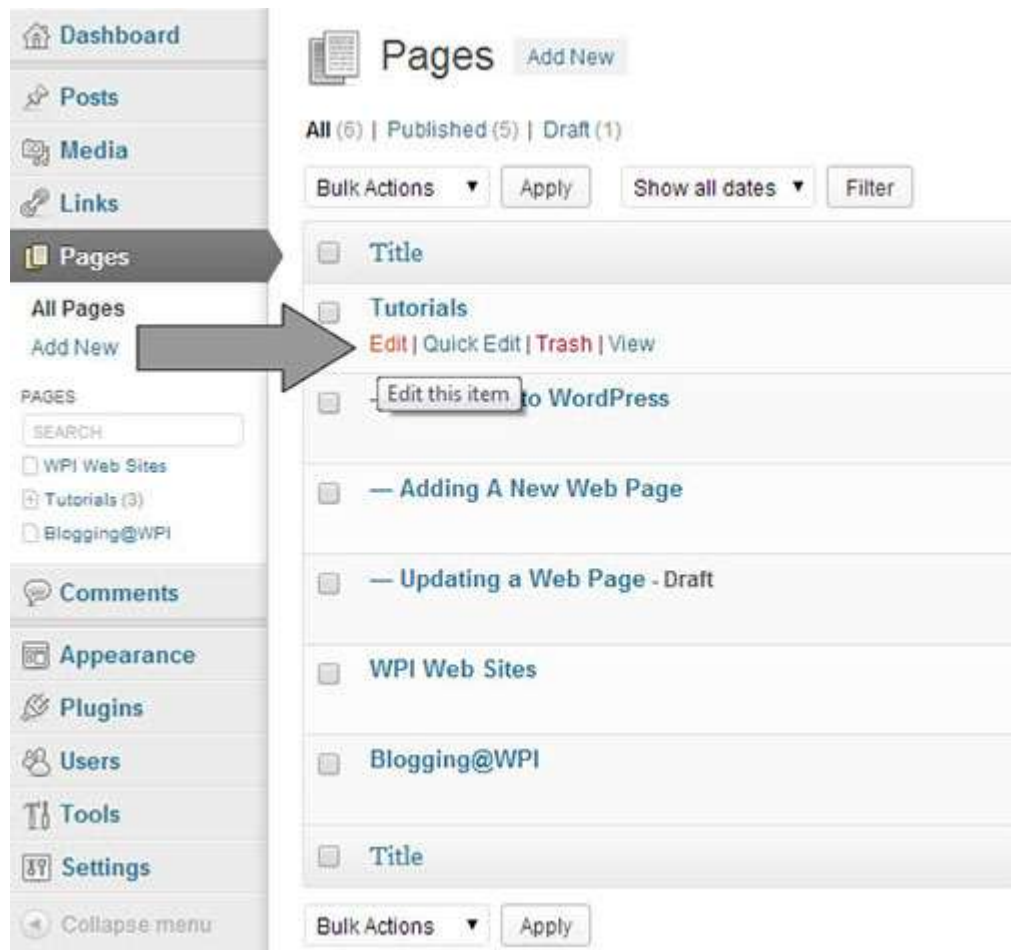 Dashboard
Posts
Media
Links
Pages
All Pages
Add New
PAGES
SEARCH
WPI Web Sites
Tutorials (3)
Blogging@WPI
Comments
Appearance
Plugins
Users
Tools
Settings
Collapse menu
Pages Add New
All (6) | Published (5) | Draft (1)
Bulk Actions Apply Show all dates Filter
Title
Tutorials
Edit | Quick Edit | Trash | View
Edit this item
to WordPress
— Adding A New Web Page
— Updating a Web Page - Draft
WPI Web Sites
Blogging@WPI
Title
Bulk Actions Apply